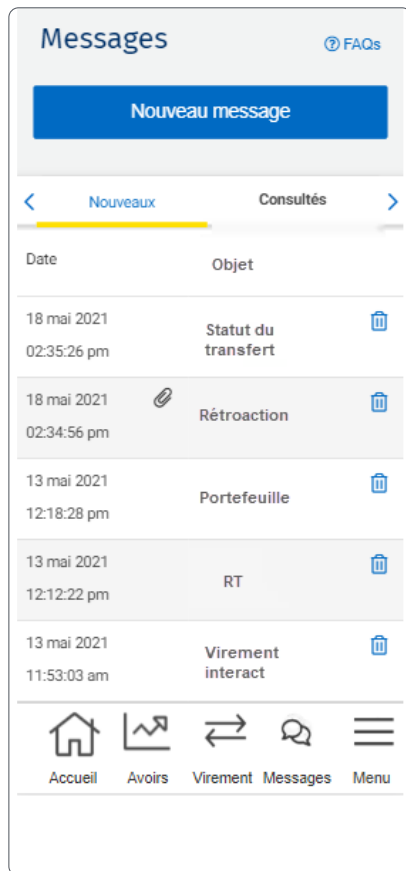 Messages
FAQs
Nouveau message
Nouveaux Consultés
Date Objet
18 mai 2021
02:35:26 pm
Statut du
transfert
18 mai 2021
02:34:56 pm
Rétroaction
13 mai 2021
12:18:28 pm
Portefeuille
13 mai 2021
12:12:22 pm
RT
13 mai 2021
11:53:03 am
Virement
interact
Accueil Avoirs Virement Messages Menu